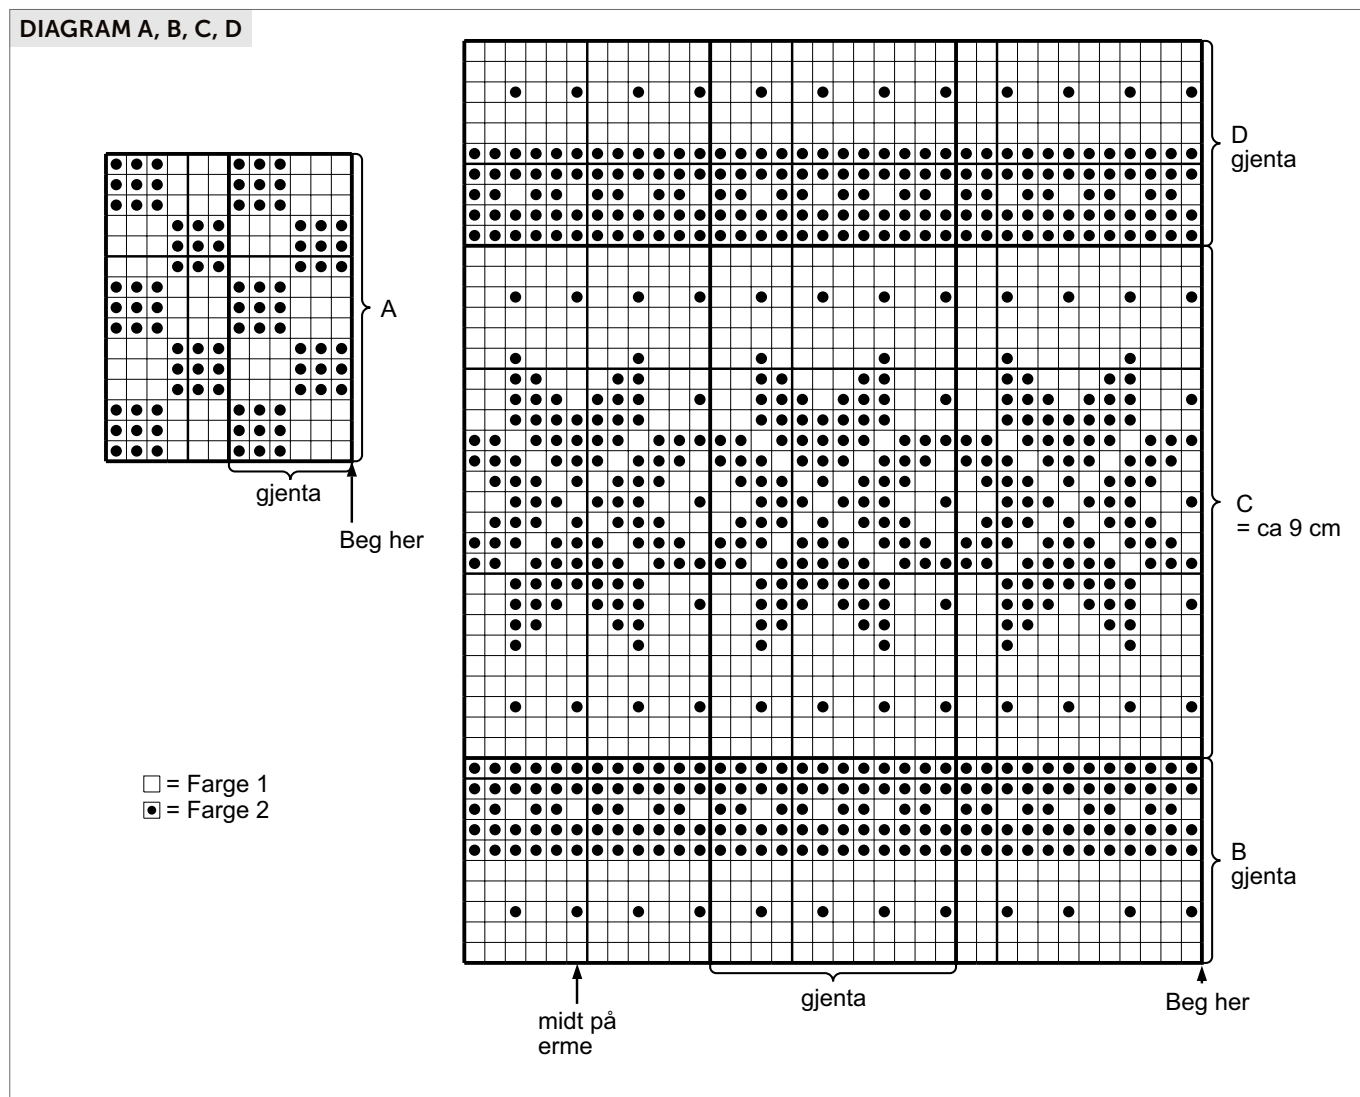 DIAGRAM A, B, C, D
D
gjenta
A
gjenta
Beg her
C
= ca 9 cm
= Farge 1
= Farge 2
B
gjenta
gjenta
Beg her
midt på
erme